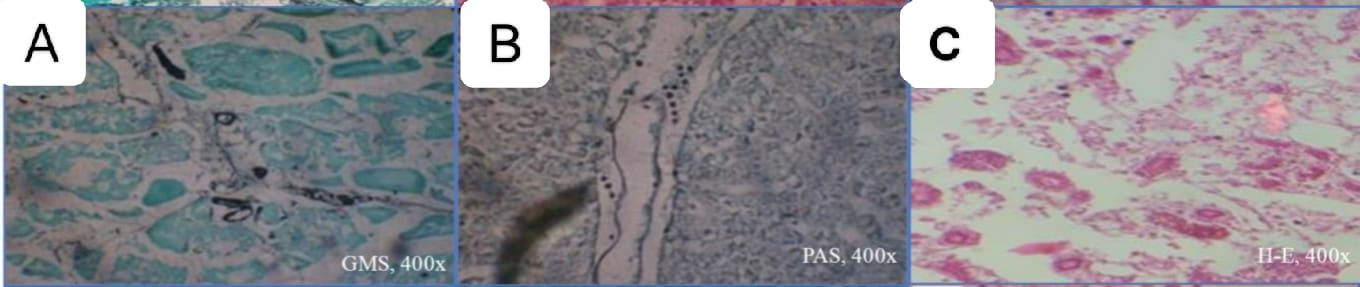 A
B
C
GMS, 400x
PAS, 400x
H-E, 400x